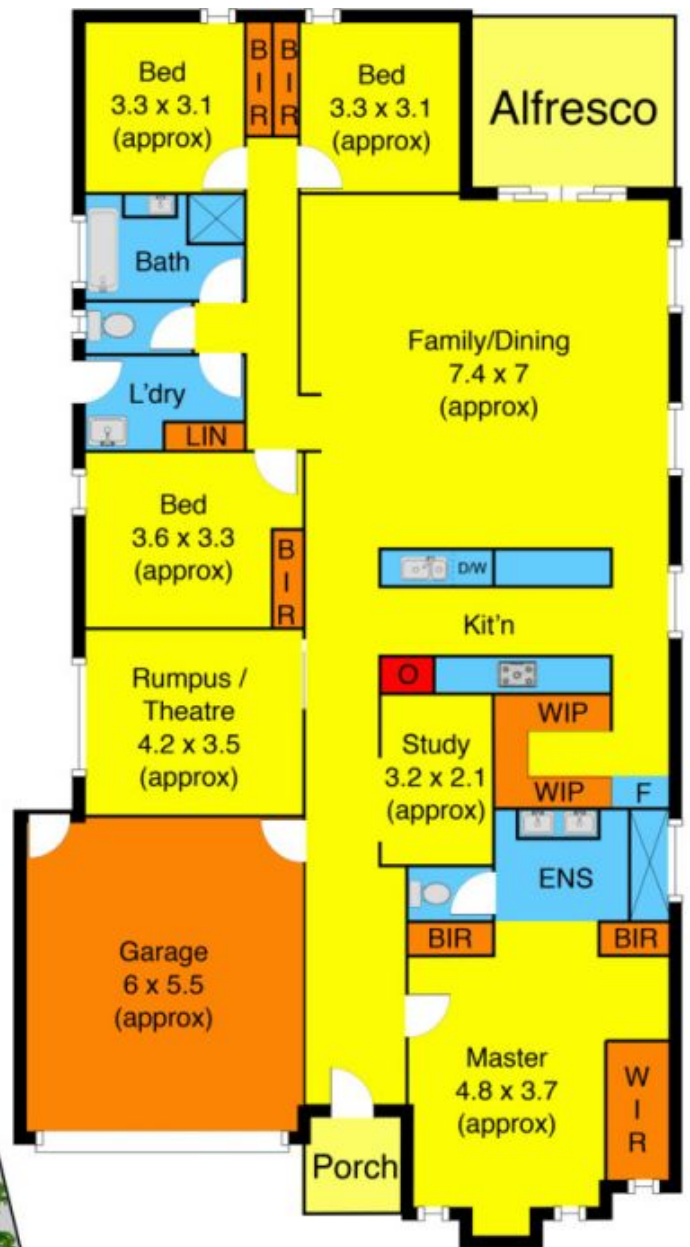 Bed
3.3 x 3.1
(approx)
B
I
R
B
I
R
Bed
3.3 x 3.1
(approx)
Alfresco
Bath
Family/Dining
7.4 x 7
(approx)
L'dry
LIN
Bed
3.6 x 3.3
(approx)
B
I
R
D/W
Kit'n
Rumpus /
Theatre
4.2 x 3.5
(approx)
O
WIP
Study
3.2 x 2.1
(approx)
WIP
F
ENS
BIR
BIR
Garage
6 x 5.5
(approx)
Master
4.8 x 3.7
(approx)
W
I
R
Porch